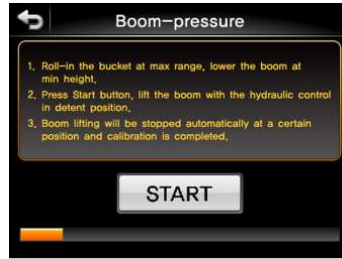 Boom-pressure
1. Roll-in the bucket at max range, lower the boom at
min height.
2. Press Start button, lift the boom with the hydraulic control
in detent position.
3. Boom lifting will be stopped automatically at a certain
position and calibration is completed.
START